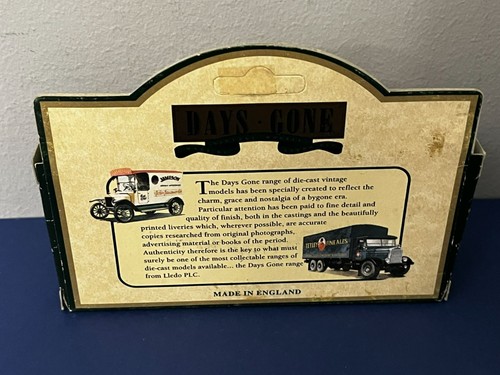 DAYS · GONE
The Days Gone range of die-cast vintage
models has been specially created to reflect the
charm, grace and nostalgia of a bygone era.
Particular attention has been paid to fine detail and
quality of finish, both in the castings and the beautifully
printed liveries which, wherever possible, are accurate
copies researched from original photographs,
advertising material or books of the period.
Authenticity therefore is the key to what must
surely be one of the most collectable ranges of
die-cast models available... the Days Gone range
from Lledo PLC.
MADE IN ENGLAND